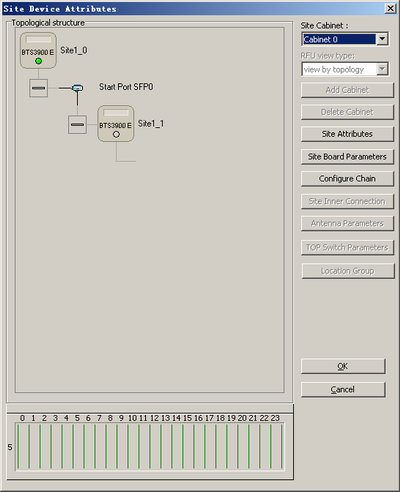 Site Device Attributes
Topological structure
BTS3900 E
Site1_0
Start Port SFP0
BTS3900 E
Site1_1
Site Cabinet :
Cabinet 0
RFU view type:
view by topology
Add Cabinet
Delete Cabinet
Site Attributes
Site Board Parameters
Configure Chain
Site Inner Connection
Antenna Parameters
TOP Switch Parameters
Location Group
OK
Cancel
0 1 2 3 4 5 6 7 8 9 10 11 12 13 14 15 16 17 18 19 20 21 22 23
5